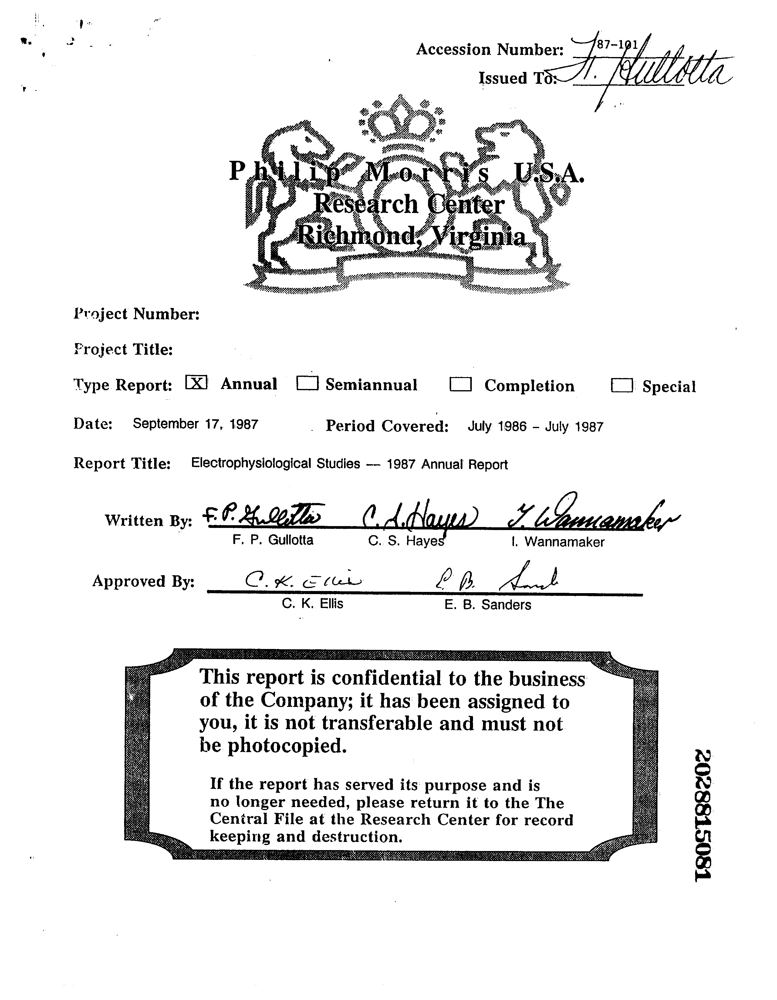 Accession Number: 87-101
Issued To: F. Gullotta
Philip Morris U.S.A.
Research Center
Richmond, Virginia
Project Number:
Project Title:
Type Report: X Annual Semiannual Completion Special
Date: September 17, 1987 Period Covered: July 1986 – July 1987
Report Title: Electrophysiological Studies — 1987 Annual Report
Written By: F.P. Gullotta C. S. Hayes I. Wannamaker
F. P. Gullotta C. S. Hayes I. Wannamaker
Approved By: C. K. Ellis E. B. Sand
C. K. Ellis E. B. Sanders
This report is confidential to the business
of the Company; it has been assigned to
you, it is not transferable and must not
be photocopied.
If the report has served its purpose and is
no longer needed, please return it to the The
Central File at the Research Center for record
keeping and destruction.
2028815081